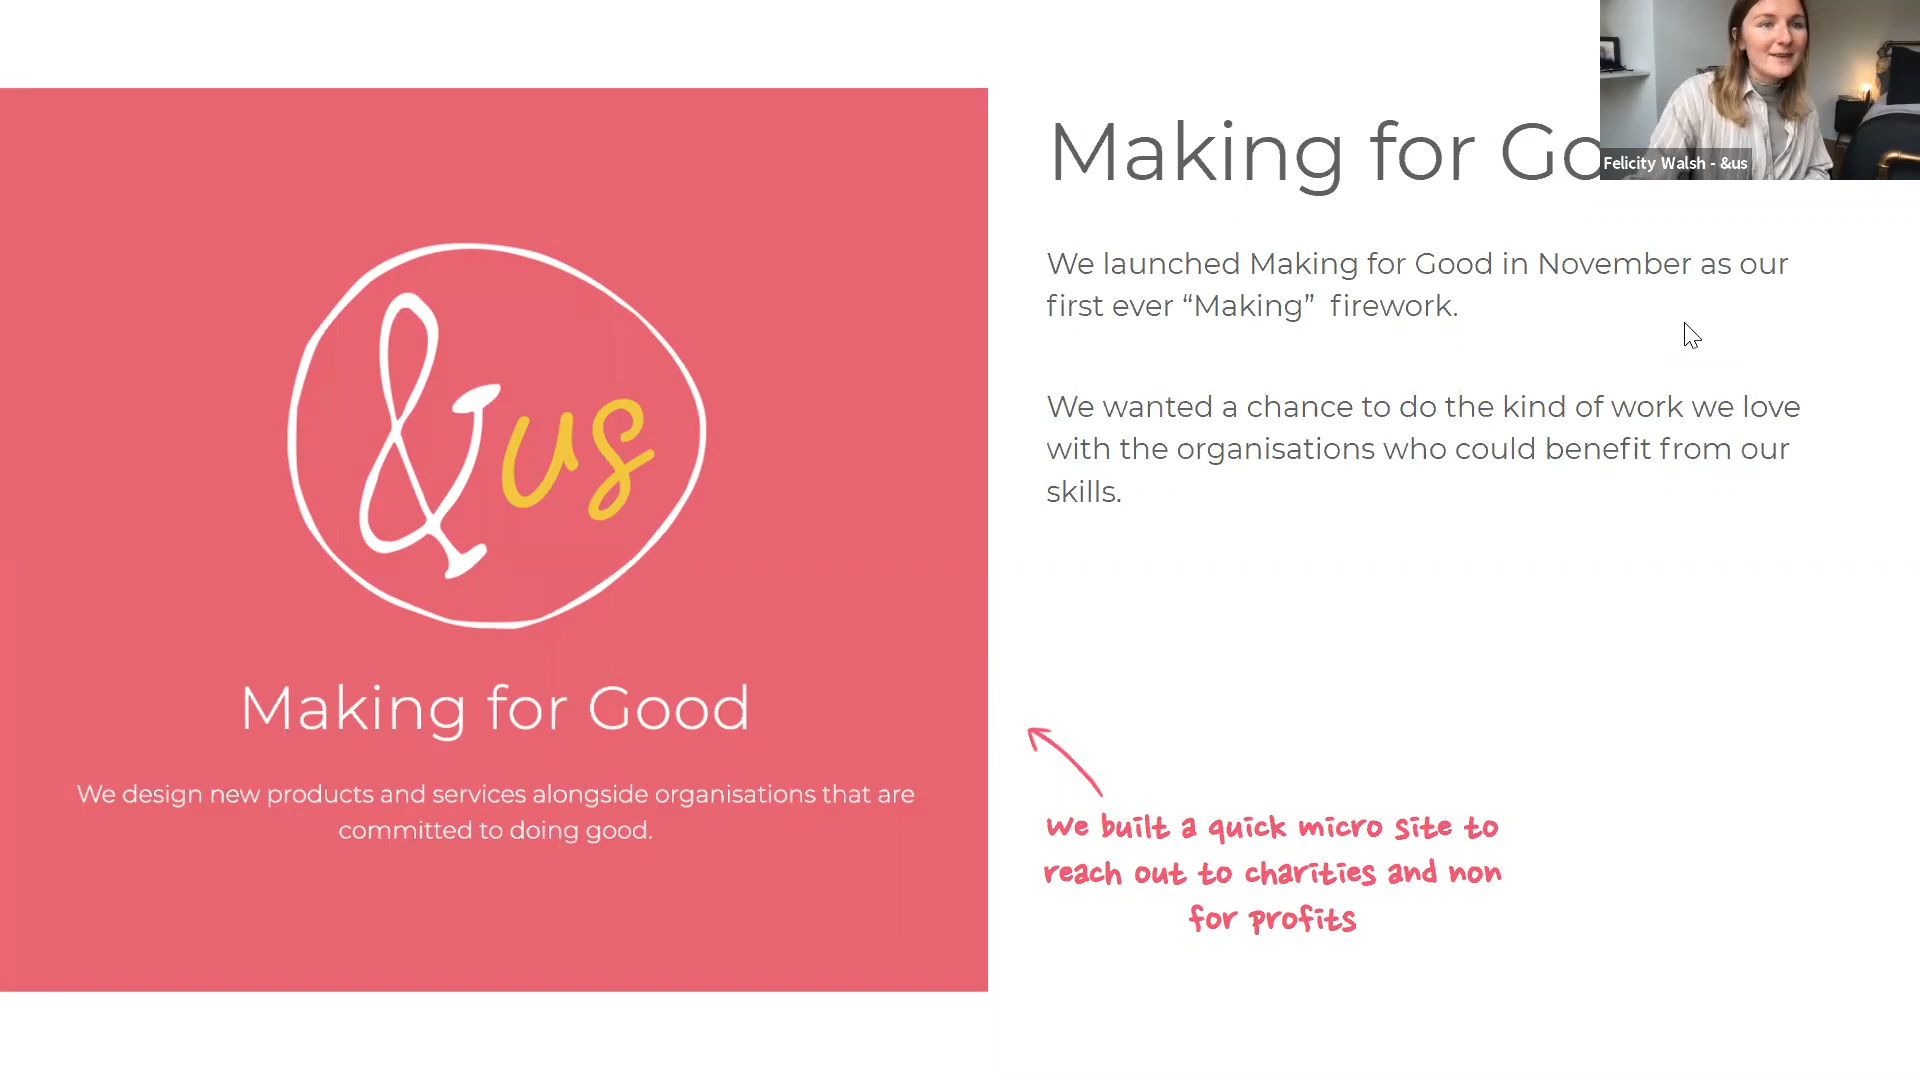 &us
Making for Good
We design new products and services alongside organisations that are
committed to doing good.
Making for Go
Felicity Walsh - &us
We launched Making for Good in November as our
first ever “Making”  firework.
We wanted a chance to do the kind of work we love
with the organisations who could benefit from our
skills.
We built a quick micro site to
reach out to charities and non
for profits